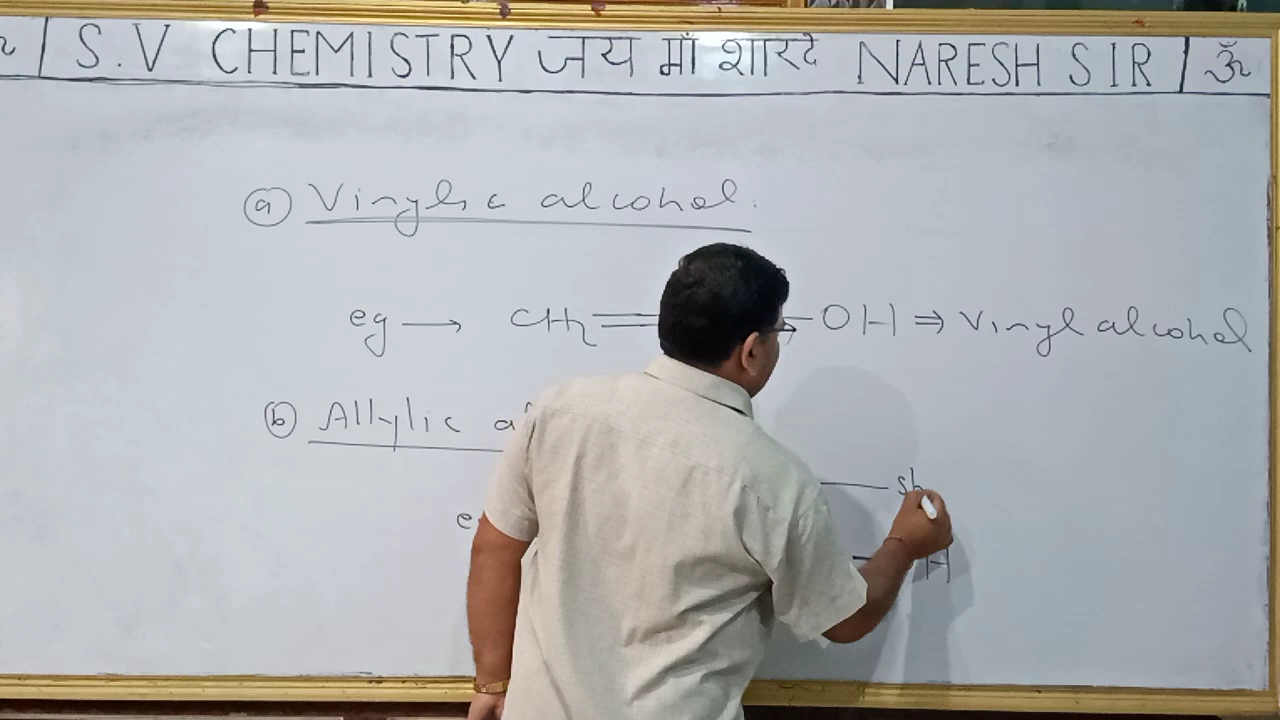 S.V CHEMISTRY जय माँ शारदे NARESH SIR | ॐ
(a) Vinylic alcohol.
eg → CH2 = - OH ⇒ Vinyl alcohol
(b) Allylic